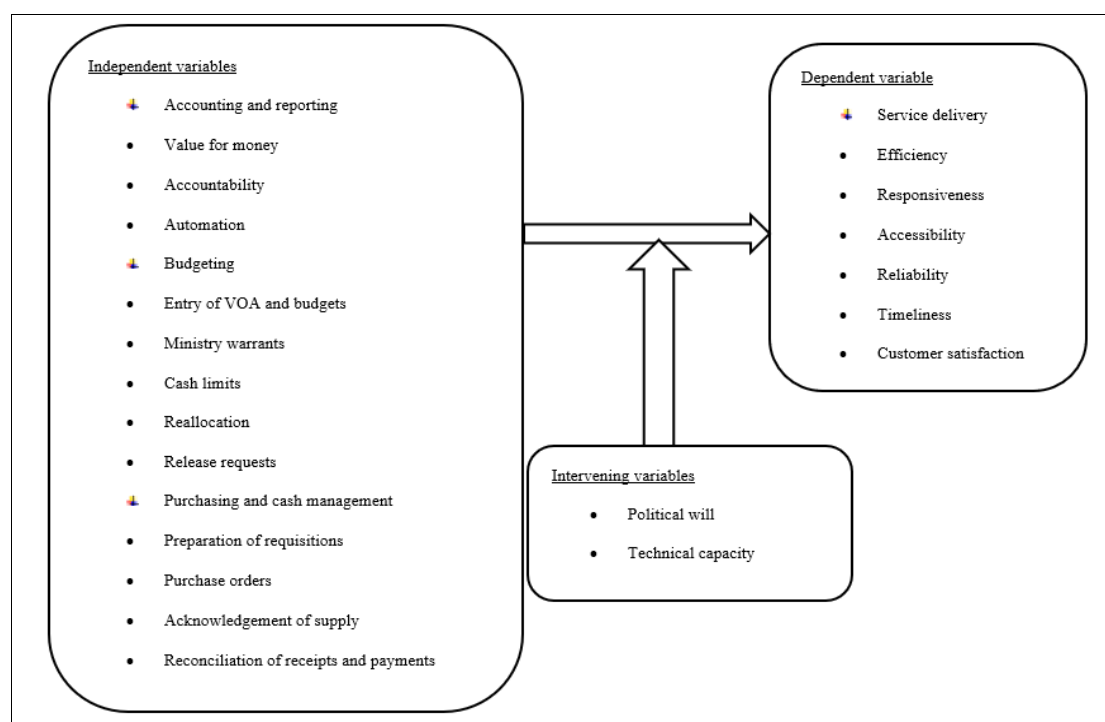 Independent variables
Accounting and reporting
Value for money
Accountability
Automation
Budgeting
Entry of VOA and budgets
Ministry warrants
Cash limits
Reallocation
Release requests
Purchasing and cash management
Preparation of requisitions
Purchase orders
Acknowledgement of supply
Reconciliation of receipts and payments
Dependent variable
Service delivery
Efficiency
Responsiveness
Accessibility
Reliability
Timeliness
Customer satisfaction
Intervening variables
Political will
Technical capacity